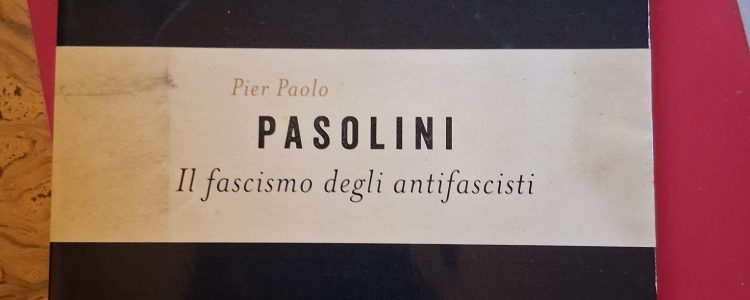 Pier Paolo
PASOLINI
Il fascismo degli antifascisti